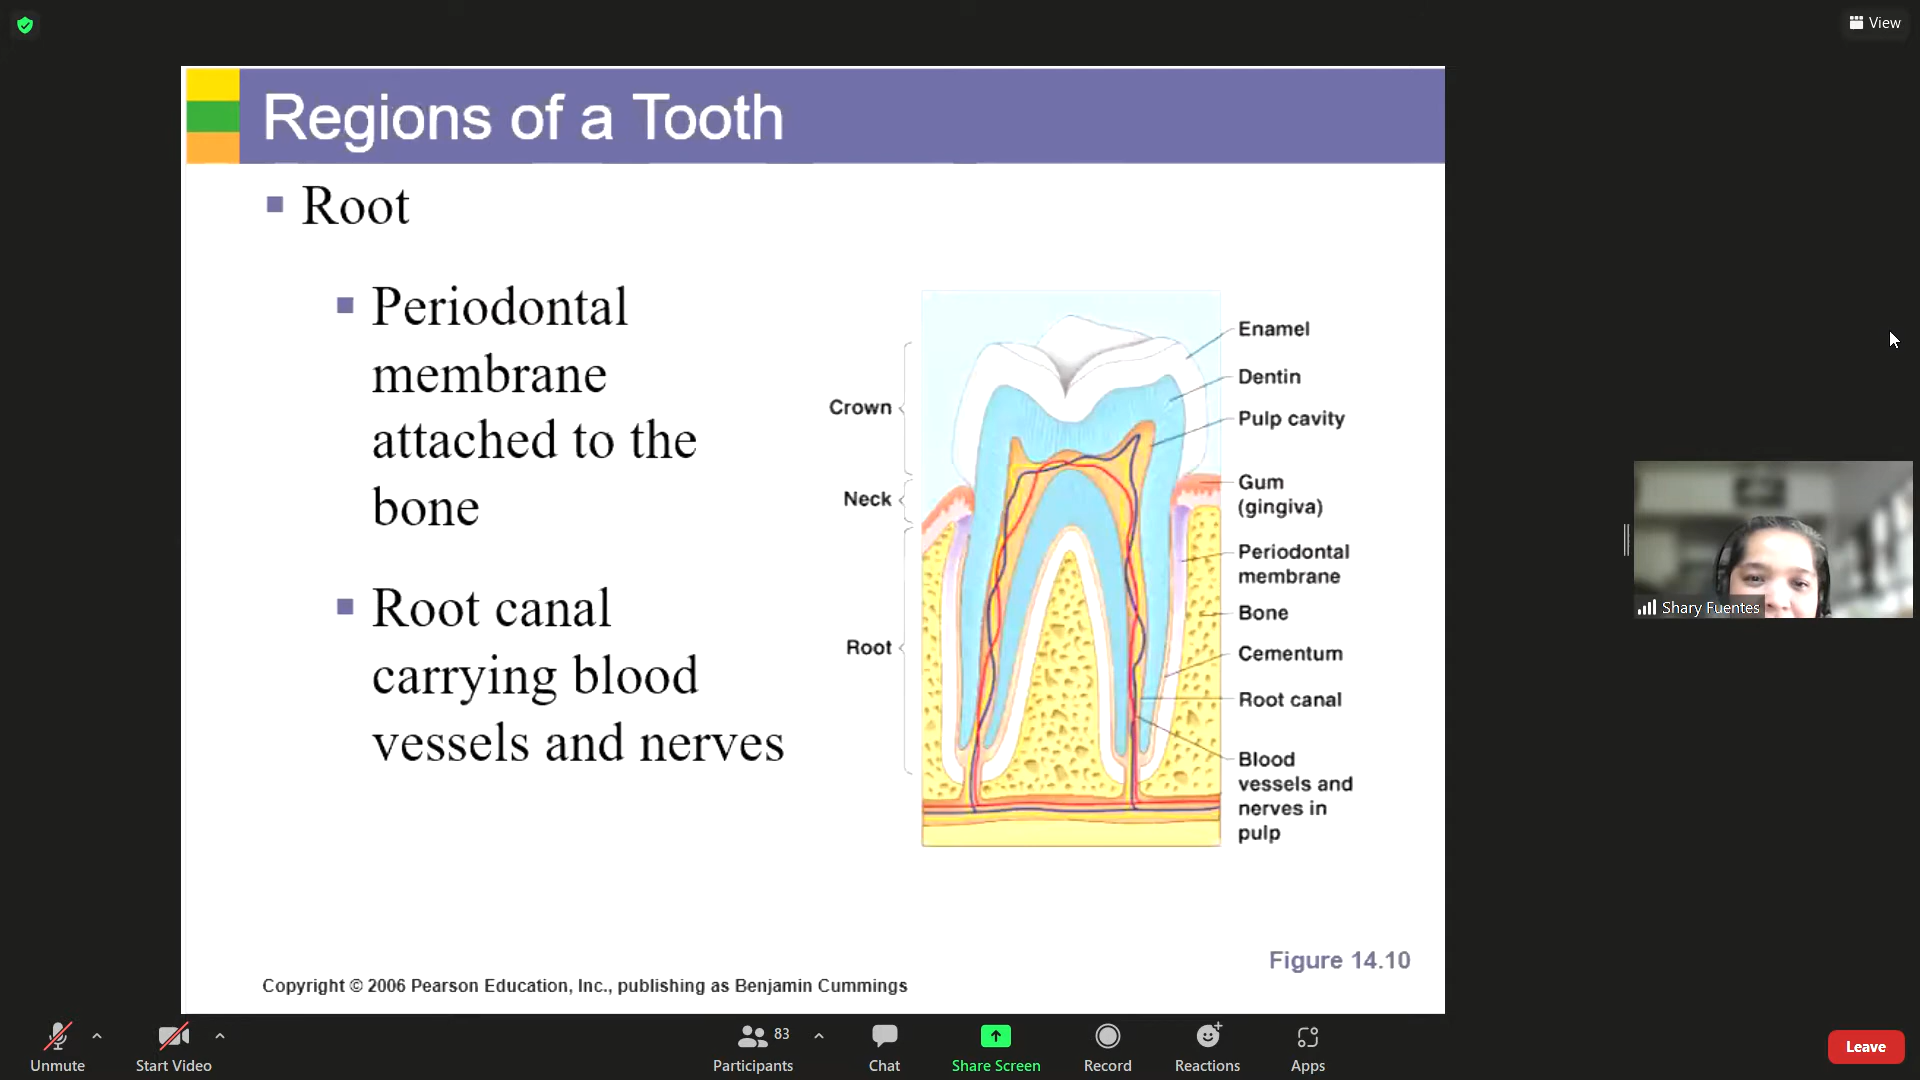 View
Regions of a Tooth
Root
Periodontal
membrane
attached to the
bone
Root canal
carrying blood
vessels and nerves
Crown
Neck
Root
Enamel
Dentin
Pulp cavity
Gum
(gingiva)
Periodontal
membrane
Bone
Cementum
Root canal
Blood
vessels and
nerves in
pulp
Figure 14.10
Copyright © 2006 Pearson Education, Inc., publishing as Benjamin Cummings
Shary Fuentes
Unmute
Start Video
83
Participants
Chat
Share Screen
Record
Reactions
Apps
Leave